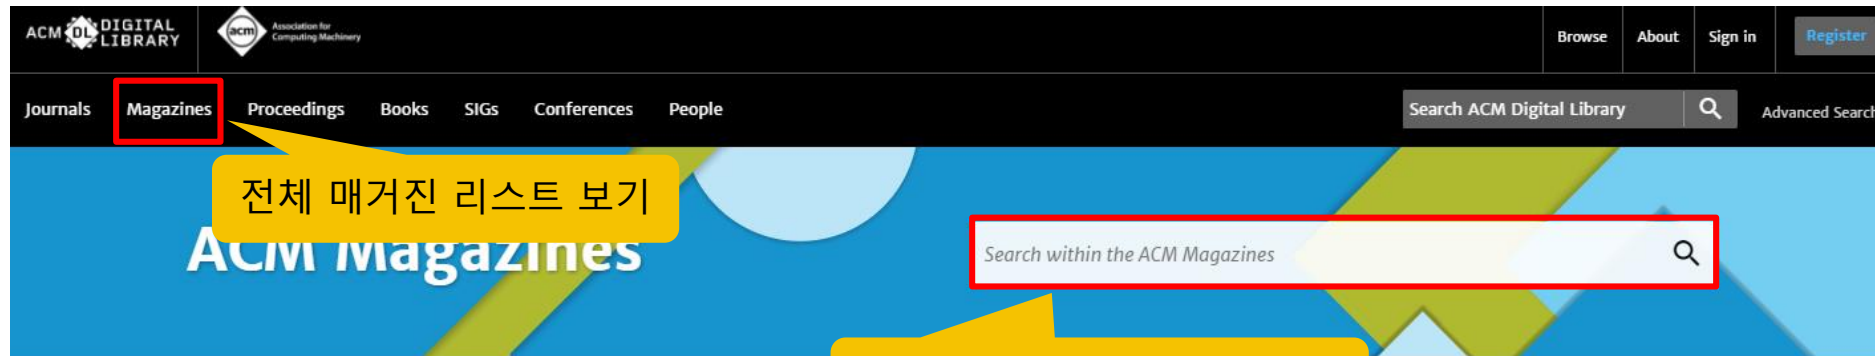 ACM DL DIGITAL LIBRARY
acm Association for Computing Machinery
Browse About Sign in Register
Journals Magazines Proceedings Books SIGs Conferences People
Search ACM Digital Library Advanced Search
전체 매거진 리스트 보기
ACM Magazines
Search within the ACM Magazines